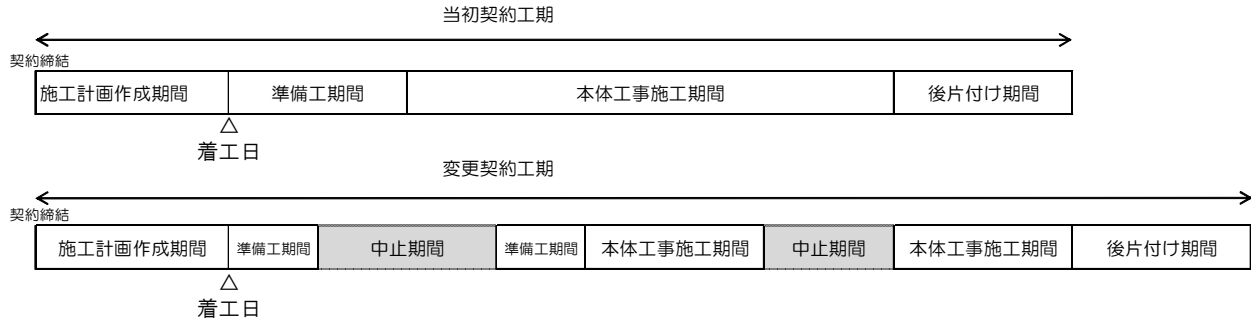 当初契約工期
契約締結
施工計画作成期間 準備工期間 本体工事施工期間 後片付け期間
△
着工日
変更契約工期
契約締結
施工計画作成期間 準備工期間 中止期間 準備工期間 本体工事施工期間 中止期間 本体工事施工期間 後片付け期間
△
着工日